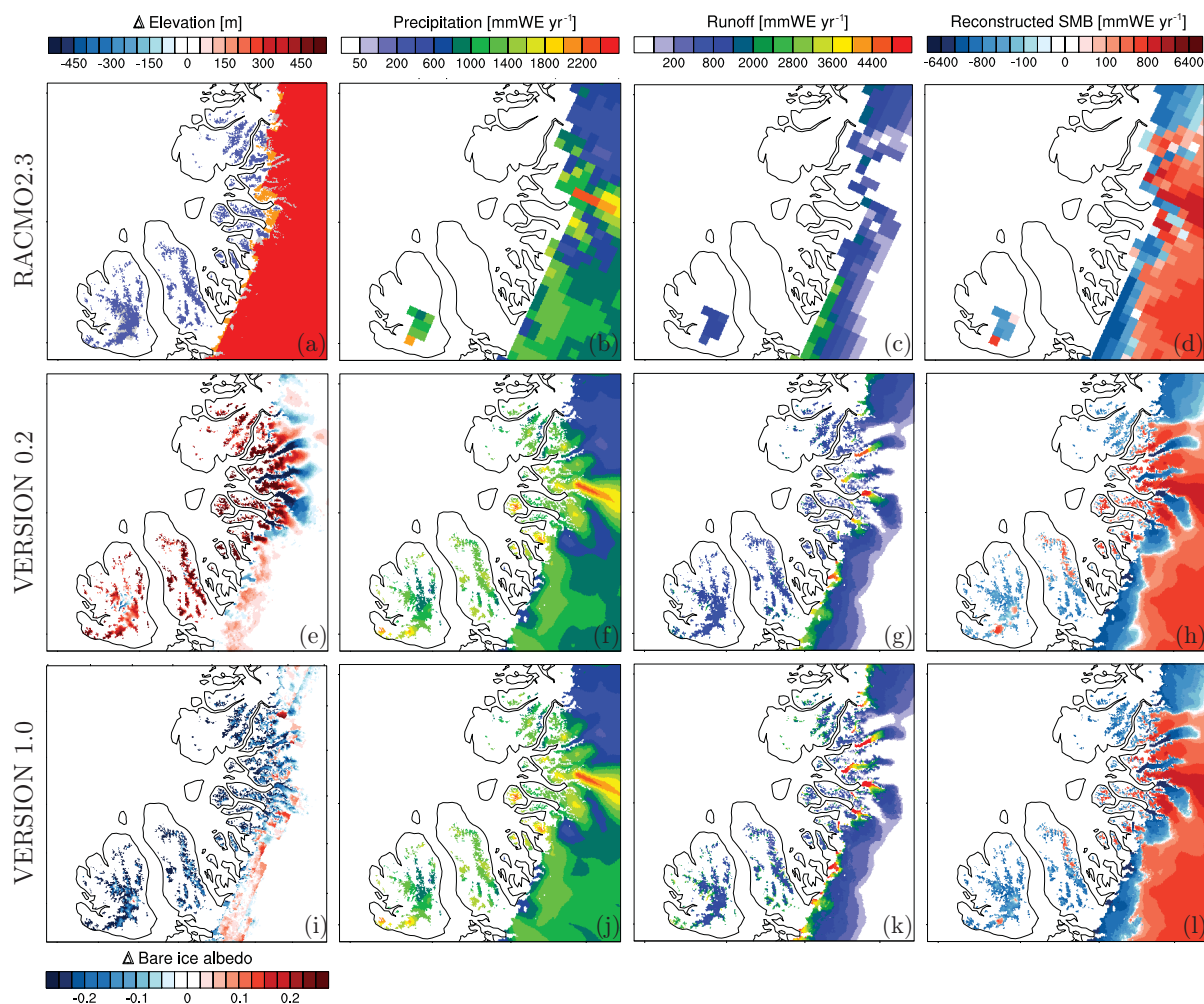 Δ Elevation [m]
-450 -300 -150 0 150 300 450
Precipitation [mmWE yr-1]
50 200 600 1000 1400 1800 2200
Runoff [mmWE yr-1]
200 800 2000 2800 3600 4400
Reconstructed SMB [mmWE yr-1]
-6400 -800 -100 0 100 800 6400
RACMO2.3
(a) (b) (c) (d)
VERSION 0.2
(e) (f) (g) (h)
VERSION 1.0
(i) (j) (k) (l)
Δ Bare ice albedo
-0.2 -0.1 0 0.1 0.2